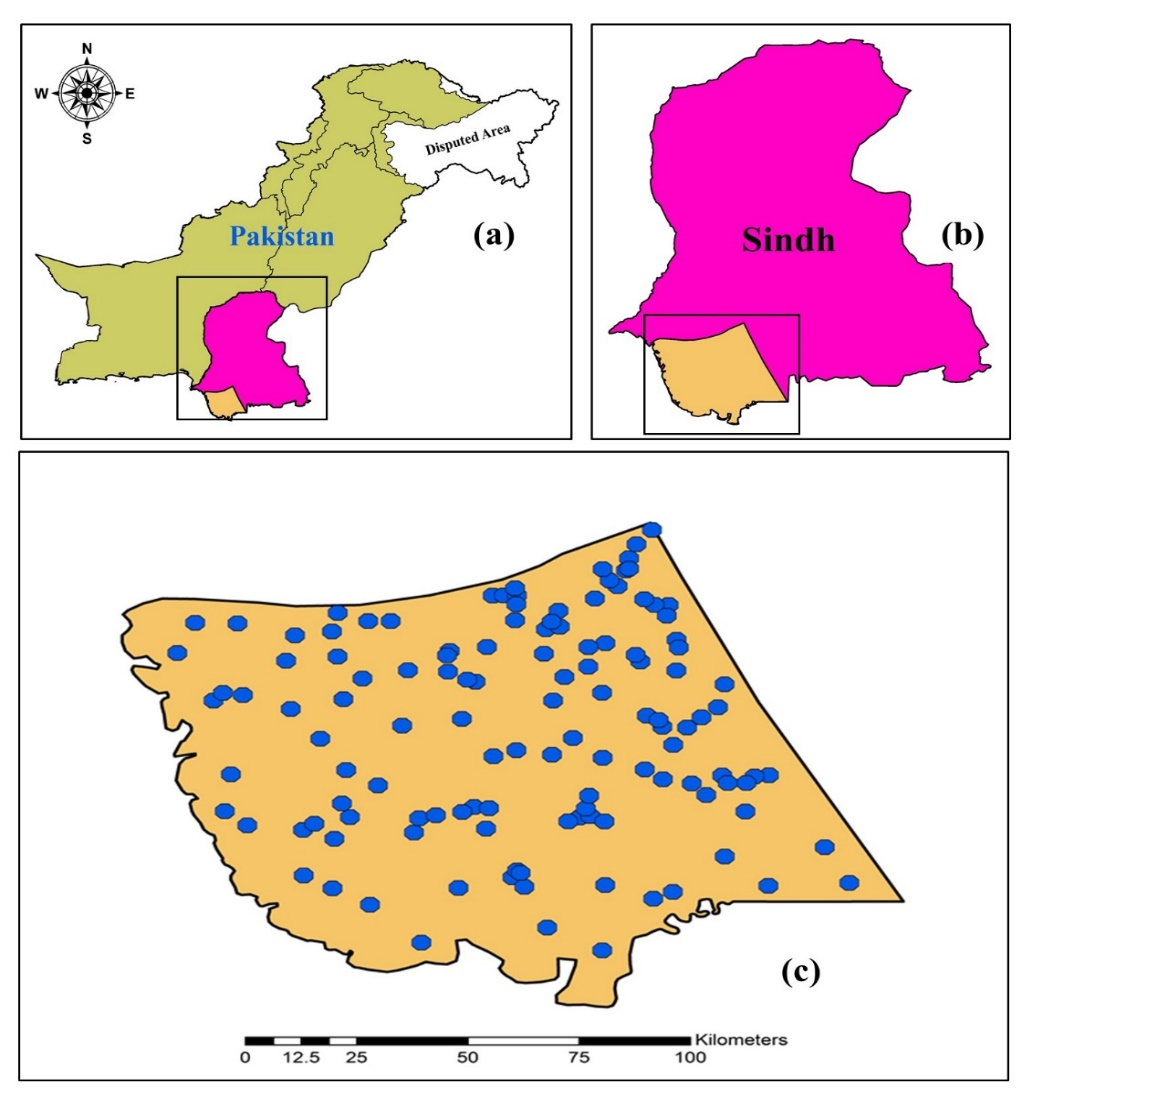 N
W E
S
Disputed Area
Pakistan
(a)
Sindh
(b)
(c)
Kilometers
0 12.5 25 50 75 100